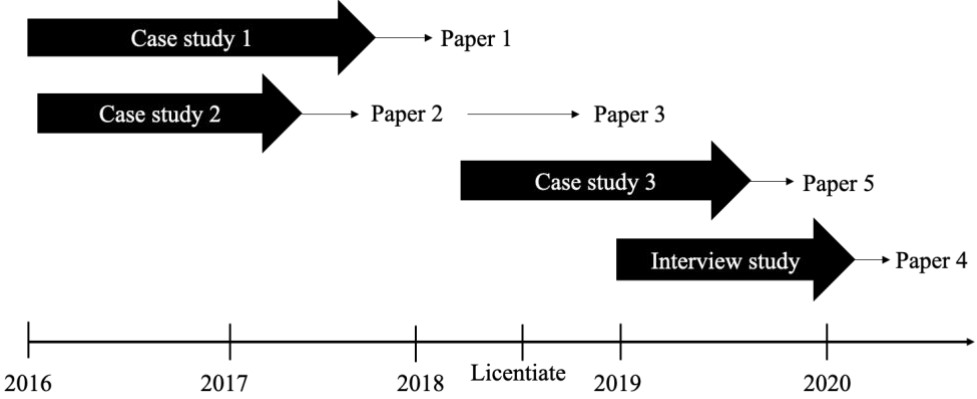 Case study 1 Paper 1
Case study 2 Paper 2 Paper 3
Case study 3 Paper 5
Interview study Paper 4
2016 2017 2018 Licentiate 2019 2020